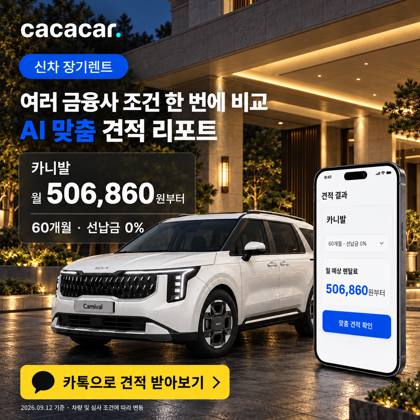 cacacar.
신차 장기렌트
여러 금융사 조건 한 번에 비교
AI 맞춤 견적 리포트
카니발
월 506,860원부터
60개월 · 선납금 0%
9:41
견적 결과
카니발
60개월 · 선납금 0%
월 예상 렌탈료
506,860원부터
맞춤 견적 확인
KIA
Carnival
카톡으로 견적 받아보기 >
2026.09.12 기준 · 차량 및 심사 조건에 따라 변동